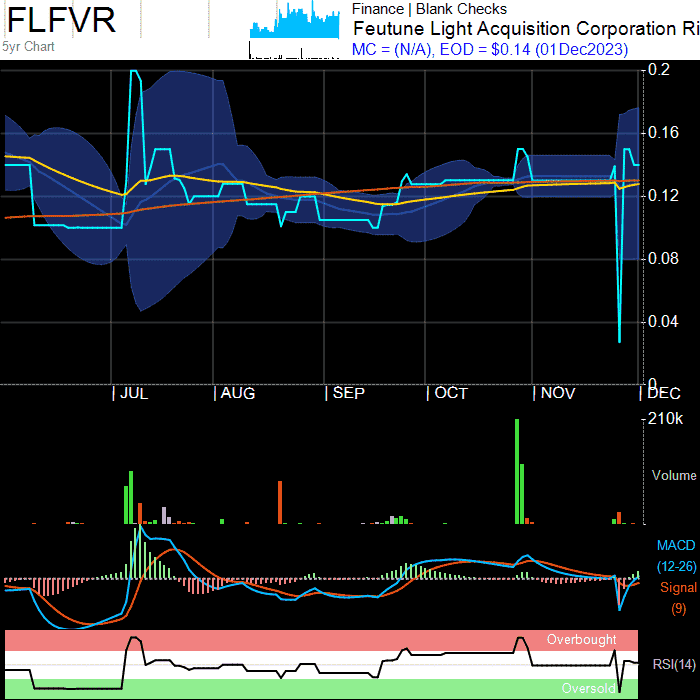 FLFVR
5yr Chart
Finance | Blank Checks
Feutune Light Acquisition Corporation Ri
MC = (N/A), EOD = $0.14 (01Dec2023)
0.2
0.16
0.12
0.08
0.04
0
JUL AUG SEP OCT NOV DEC
210k
Volume
MACD
(12-26)
Signal
(9)
Overbought
RSI(14)
Oversold